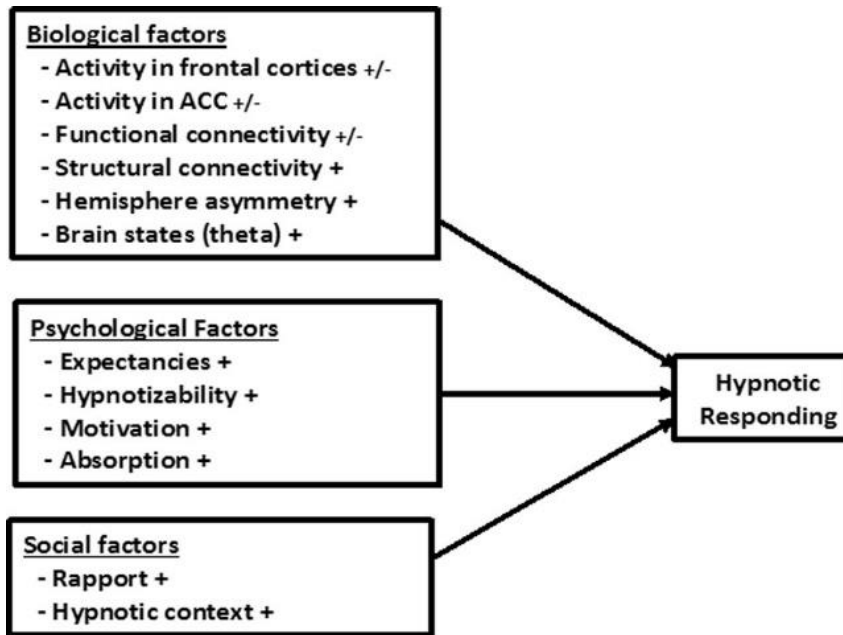 Biological factors
- Activity in frontal cortices +/-
- Activity in ACC +/-
- Functional connectivity +/-
- Structural connectivity +
- Hemisphere asymmetry +
- Brain states (theta) +
Psychological Factors
- Expectancies +
- Hypnotizability +
- Motivation +
- Absorption +
Social factors
- Rapport +
- Hypnotic context +
Hypnotic
Responding